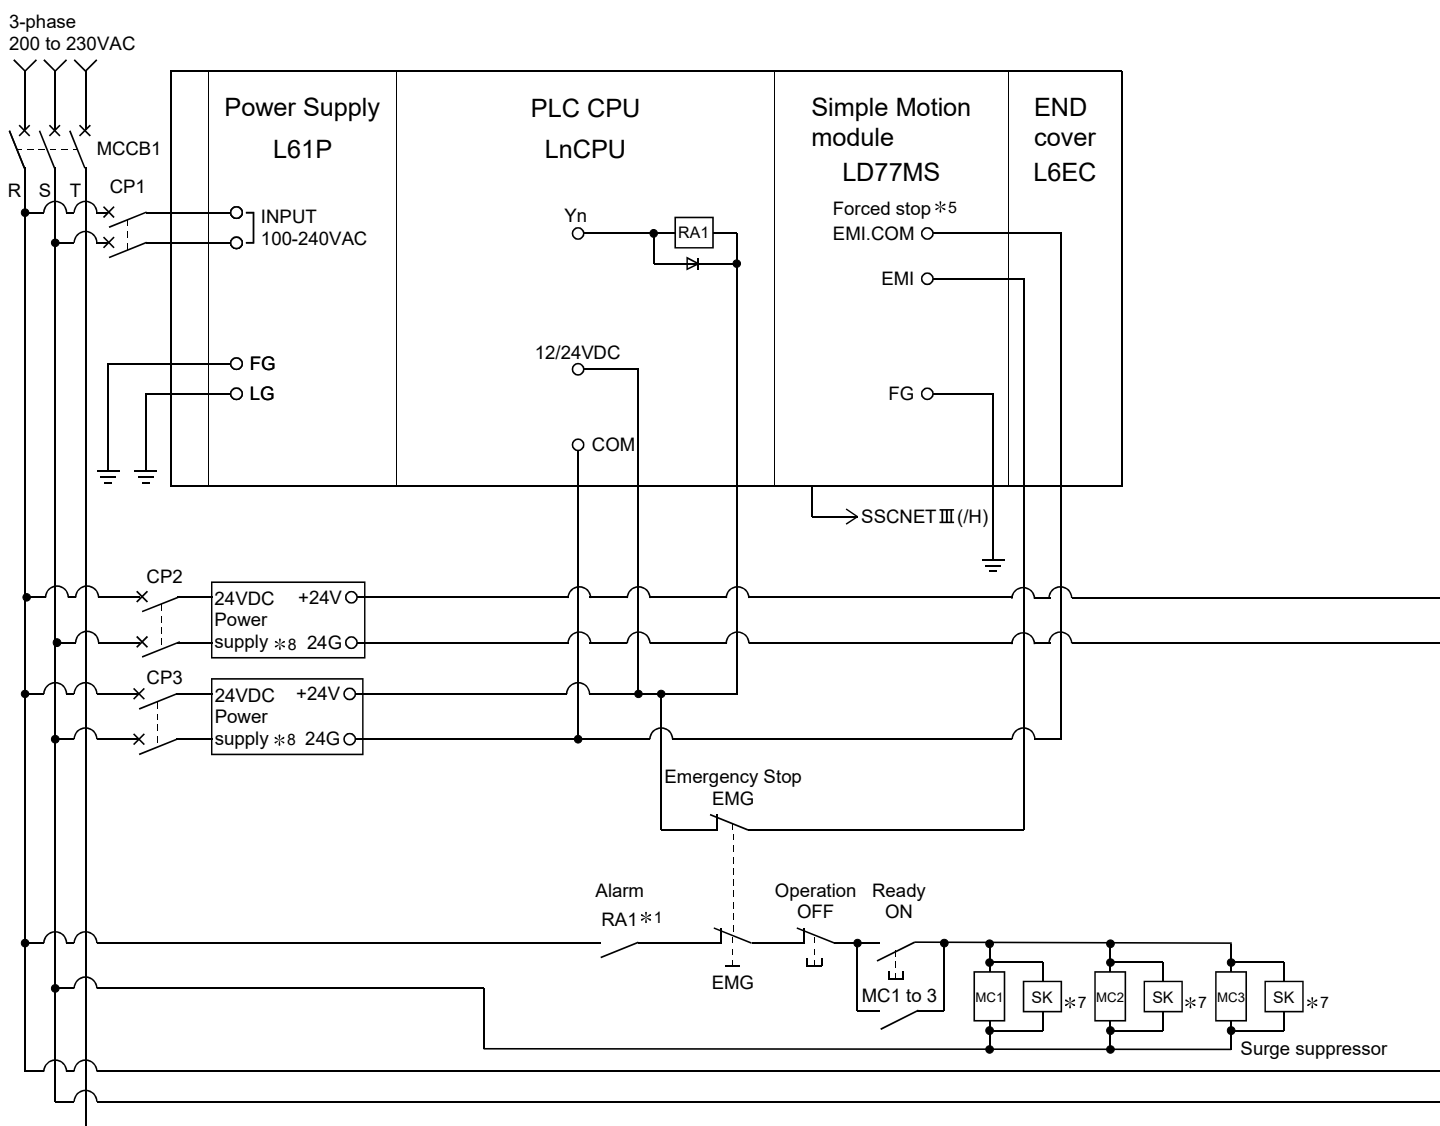 3-phase
200 to 230VAC
MCCB1
R
S
T
CP1
Power Supply
L61P
INPUT
100-240VAC
FG
LG
PLC CPU
LnCPU
Yn
RA1
12/24VDC
COM
Simple Motion
module
LD77MS
Forced stop *5
EMI.COM
EMI
FG
END
cover
L6EC
SSCNETⅢ(/H)
CP2
24VDC
Power
supply *8
+24V
24G
CP3
24VDC
Power
supply *8
+24V
24G
Emergency Stop
EMG
Alarm
RA1*1
EMG
Operation
OFF
Ready
ON
MC1 to 3
MC1
SK
*7
MC2
SK
*7
MC3
SK
*7
Surge suppressor